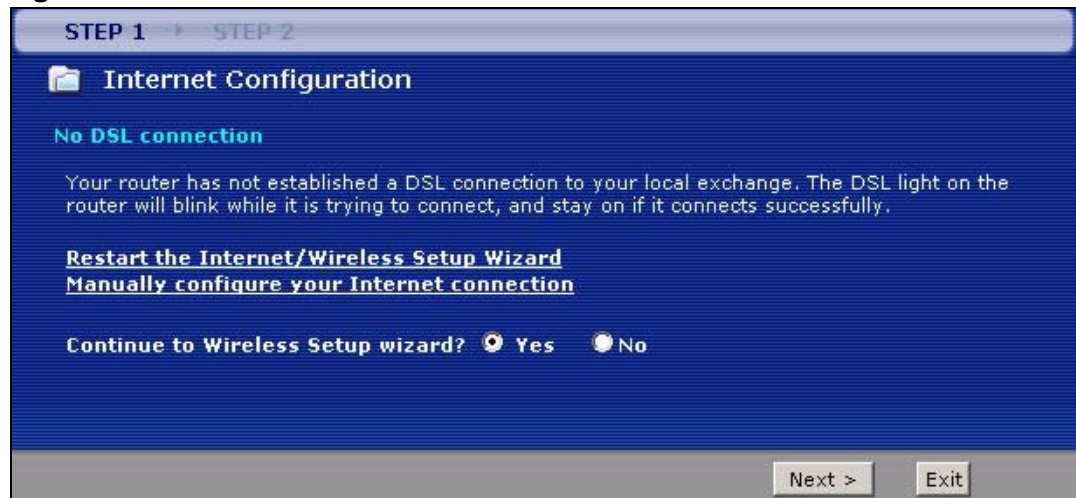 STEP 1 STEP 2
Internet Configuration
No DSL connection
Your router has not established a DSL connection to your local exchange. The DSL light on the
router will blink while it is trying to connect, and stay on if it connects successfully.
Restart the Internet/Wireless Setup Wizard
Manually configure your Internet connection
Continue to Wireless Setup wizard? Yes No
Next > Exit